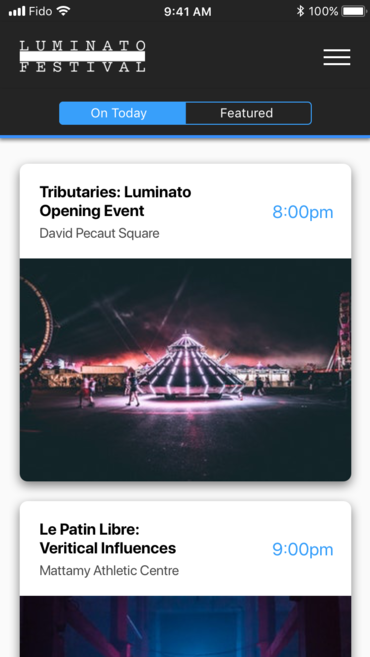 Fido 9:41 AM 100%
LUMINATO
FESTIVAL
On Today Featured
Tributaries: Luminato
Opening Event
8:00pm
David Pecaut Square
Le Patin Libre:
Veritical Influences
9:00pm
Mattamy Athletic Centre